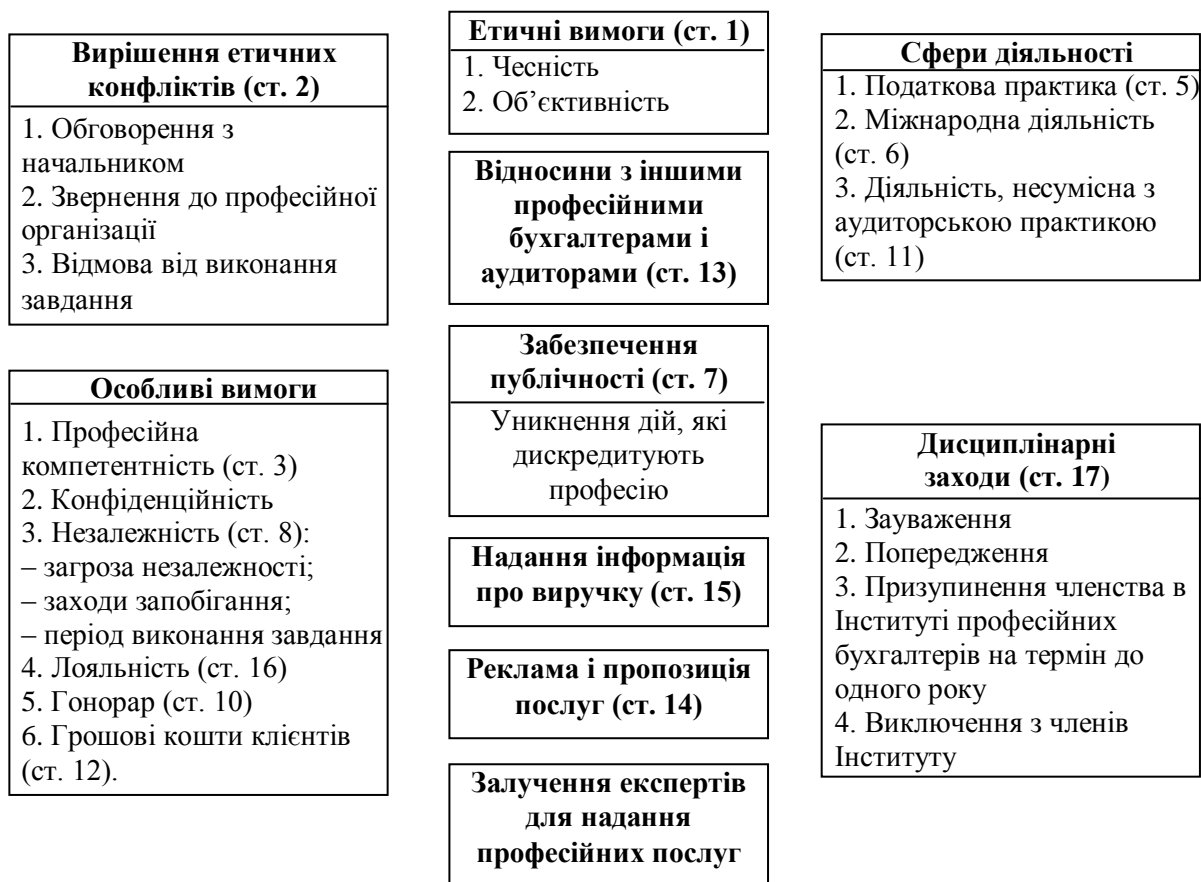 Вирішення етичних
конфліктів (ст. 2)
1. Обговорення з
начальником
2. Звернення до професійної
організації
3. Відмова від виконання
завдання
Особливі вимоги
1. Професійна
компетентність (ст. 3)
2. Конфіденційність
3. Незалежність (ст. 8):
– загроза незалежності;
– заходи запобігання;
– період виконання завдання
4. Лояльність (ст. 16)
5. Гонорар (ст. 10)
6. Грошові кошти клієнтів
(ст. 12).
Етичні вимоги (ст. 1)
1. Чесність
2. Об’єктивність
Відносини з іншими
професійними
бухгалтерами і
аудиторами (ст. 13)
Забезпечення
публічності (ст. 7)
Уникнення дій, які
дискредитують
професію
Надання інформація
про виручку (ст. 15)
Реклама і пропозиція
послуг (ст. 14)
Залучення експертів
для надання
професійних послуг
Сфери діяльності
1. Податкова практика (ст. 5)
2. Міжнародна діяльність
(ст. 6)
3. Діяльність, несумісна з
аудиторською практикою
(ст. 11)
Дисциплінарні
заходи (ст. 17)
1. Зауваження
2. Попередження
3. Призупинення членства в
Інституті професійних
бухгалтерів на термін до
одного року
4. Виключення з членів
Інституту